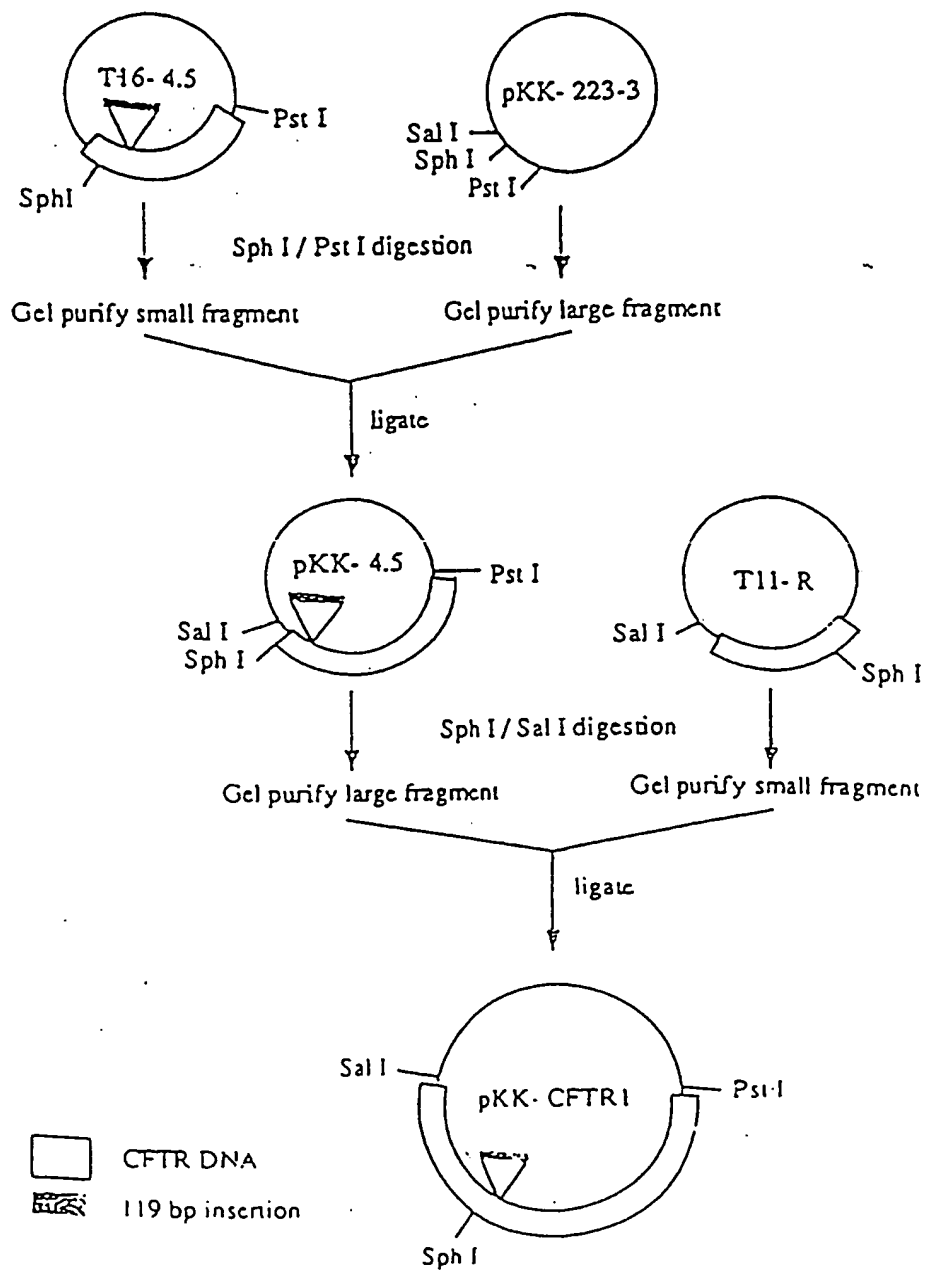 T16- 4.5
Pst I
SphI
pKK- 223-3
Sal I
Sph I
Pst I
Sph I / Pst I digestion
Gel purify small fragment
Gel purify large fragment
ligate
pKK- 4.5
Pst I
Sal I
Sph I
T11- R
Sal I
Sph I
Sph I / Sal I digestion
Gel purify large fragment
Gel purify small fragment
ligate
Sal I
pKK- CFTR1
Pst I
Sph I
CFTR DNA
119 bp insertion